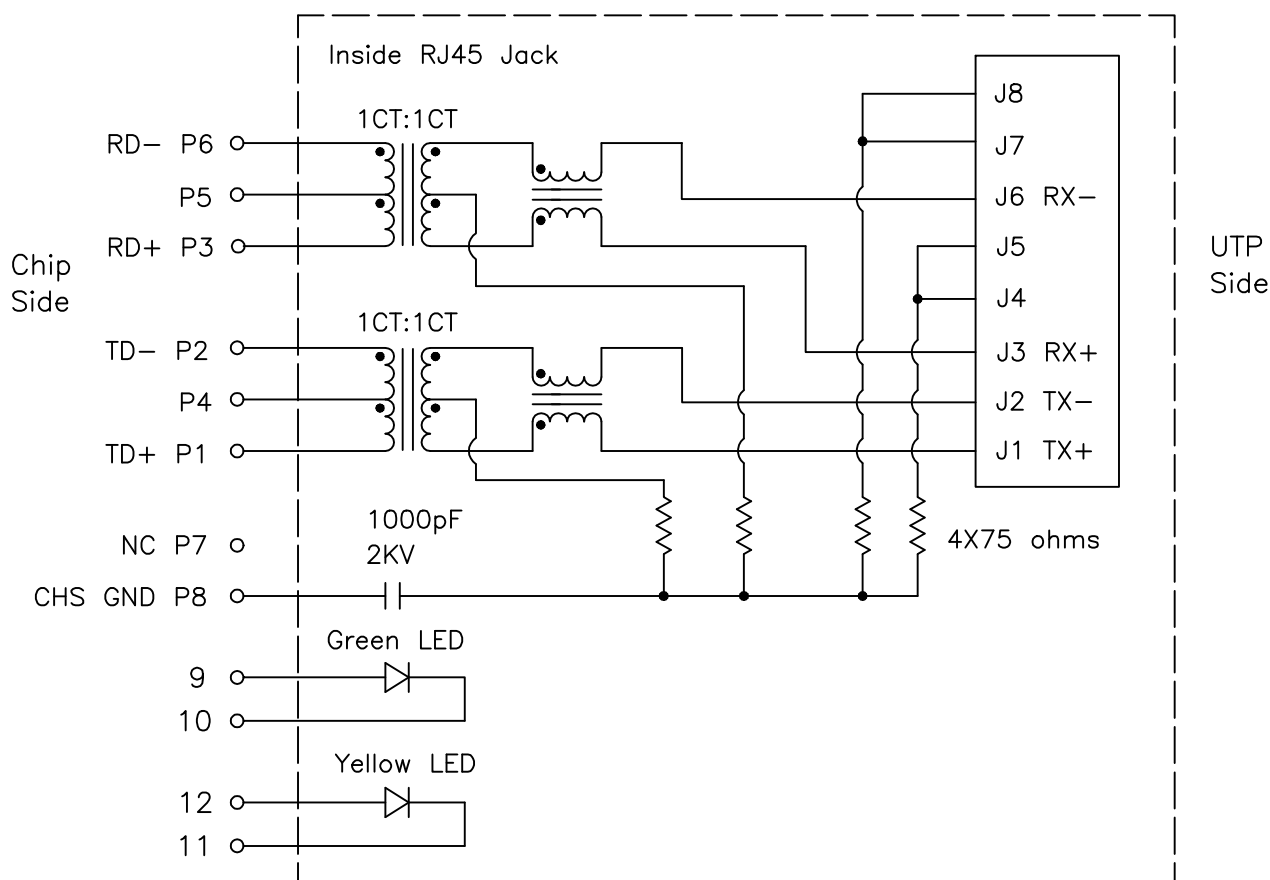 Inside RJ45 Jack
1CT:1CT
RD- P6
P5
RD+ P3
Chip
Side
1CT:1CT
TD- P2
P4
TD+ P1
1000pF
2KV
NC P7
CHS GND P8
Green LED
9
10
Yellow LED
12
11
J8
J7
J6 RX-
J5
J4
J3 RX+
J2 TX-
J1 TX+
4X75 ohms
UTP
Side